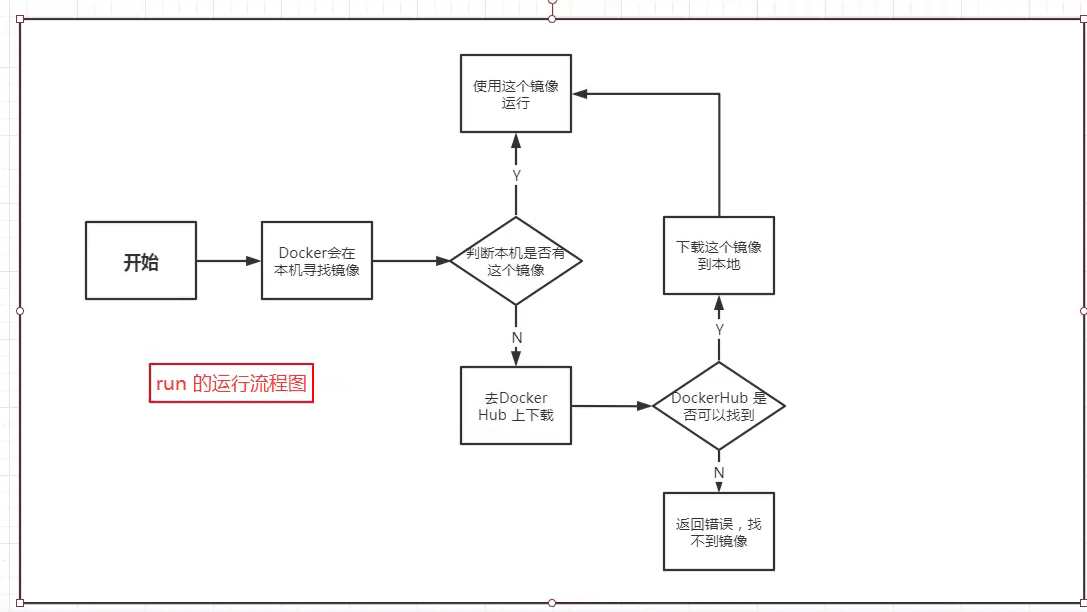 使用这个镜像
运行
Y
开始
Docker会在
本机寻找镜像
判断本机是否有
这个镜像
下载这个镜像
到本地
Y
N
run 的运行流程图
去Docker
Hub 上下载
DockerHub 是
否可以找到
N
返回错误，找
不到镜像